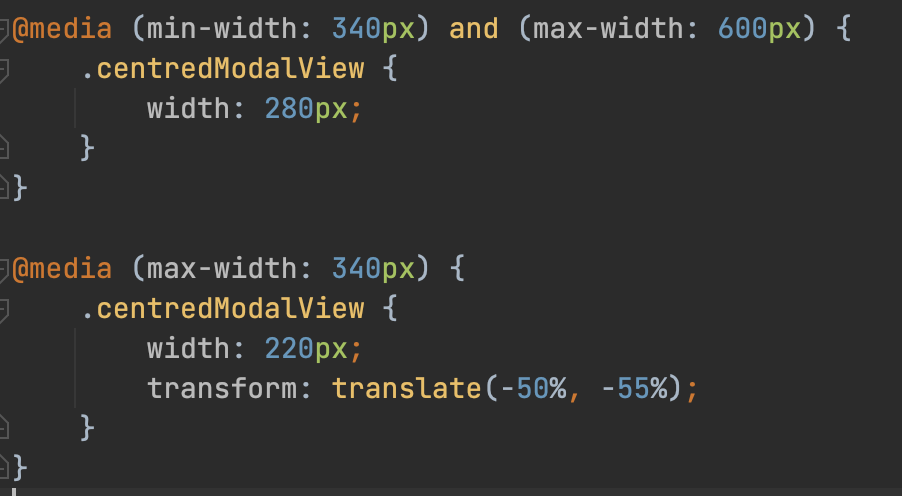 @media (min-width: 340px) and (max-width: 600px) {
    .centredModalView {
        width: 280px;
    }
}

@media (max-width: 340px) {
    .centredModalView {
        width: 220px;
        transform: translate(-50%, -55%);
    }
}